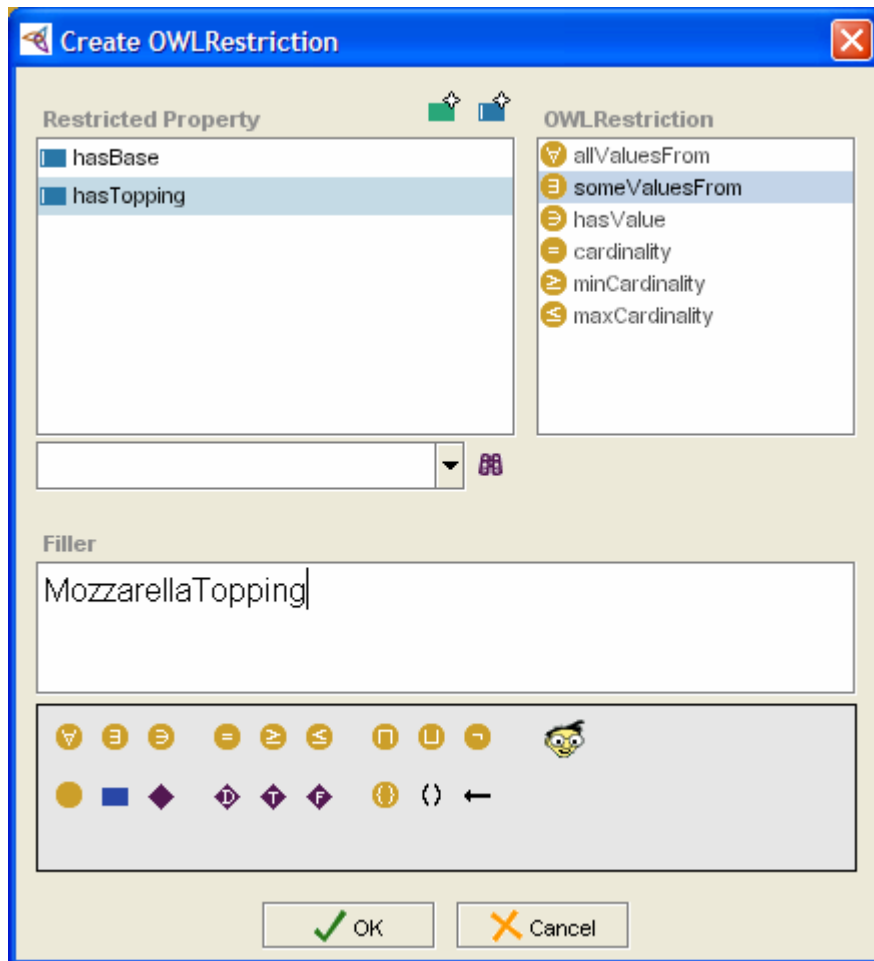 Create OWLRestriction
Restricted Property
hasBase
hasTopping
OWLRestriction
∀ allValuesFrom
∃ someValuesFrom
∋ hasValue
= cardinality
≥ minCardinality
≤ maxCardinality
Filler
MozzarellaTopping
∀ ∃ ∋ = ≥ ≤ ⊓ ⊔ ¬
D T F {} () ←
OK
Cancel